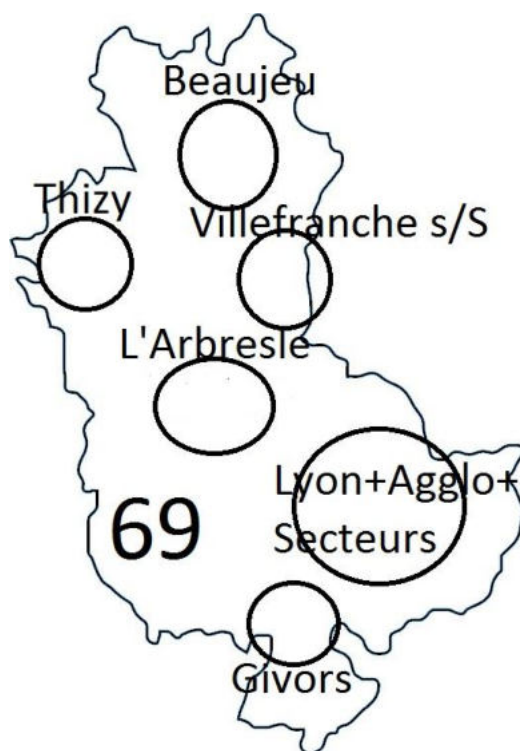 Beaujeu
Thizy
Villefranche s/S
L'Arbresle
Lyon+Agglo+
Secteurs
69
Givors